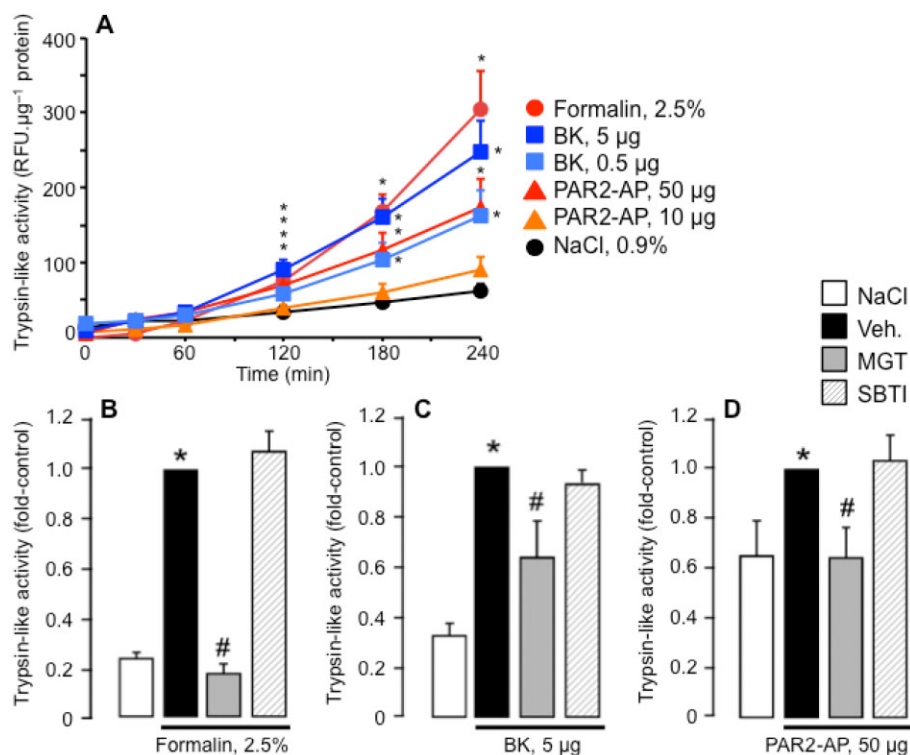 A
Trypsin-like activity (RFU.µg⁻¹ protein)
400
300
200
100
0
0
60
120
180
240
Time (min)
*
*
*
*
*
*
*
*
*
*
*
Formalin, 2.5%
BK, 5 µg
BK, 0.5 µg
PAR2-AP, 50 µg
PAR2-AP, 10 µg
NaCl, 0.9%
NaCl
Veh.
MGT
SBTI
B
Trypsin-like activity (fold-control)
1.2
1.0
0.8
0.6
0.4
0.2
0
*
#
Formalin, 2.5%
C
Trypsin-like activity (fold-control)
1.2
1.0
0.8
0.6
0.4
0.2
0
*
#
BK, 5 µg
D
Trypsin-like activity (fold-control)
1.2
1.0
0.8
0.6
0.4
0.2
0
*
#
PAR2-AP, 50 µg